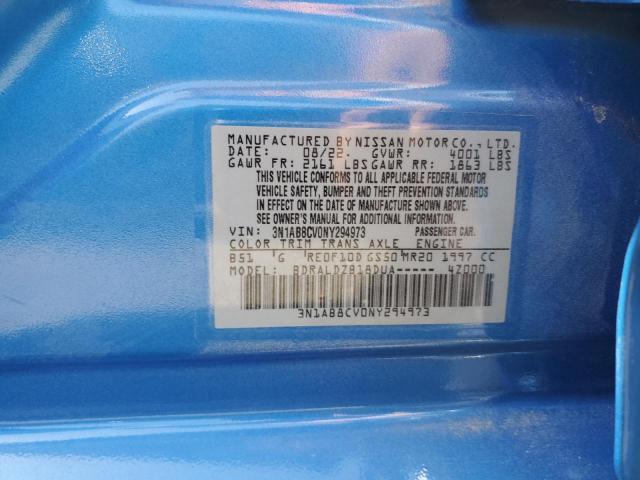 MANUFACTURED BY NISSAN MOTOR CO., LTD.
DATE: 08/22 GVWR: 4001 LBS
GAWR FR: 2161 LBS GAWR RR: 1863 LBS
THIS VEHICLE CONFORMS TO ALL APPLICABLE FEDERAL MOTOR
VEHICLE SAFETY, BUMPER AND THEFT PREVENTION STANDARDS
IN EFFECT ON THE DATE OF MANUFACTURE SHOWN ABOVE.
SEE OWNER'S MANUAL FOR ADDITIONAL INFORMATION.
VIN: 3N1AB8CV0NY294973 PASSENGER CAR.
COLOR TRIM TRANS AXLE ENGINE
B51 'G 'RE0F10D GS50 'MR20 1997 CC
MODEL: BDRALDZB18DUA----- 4Z000
3N1AB8CV0NY294973